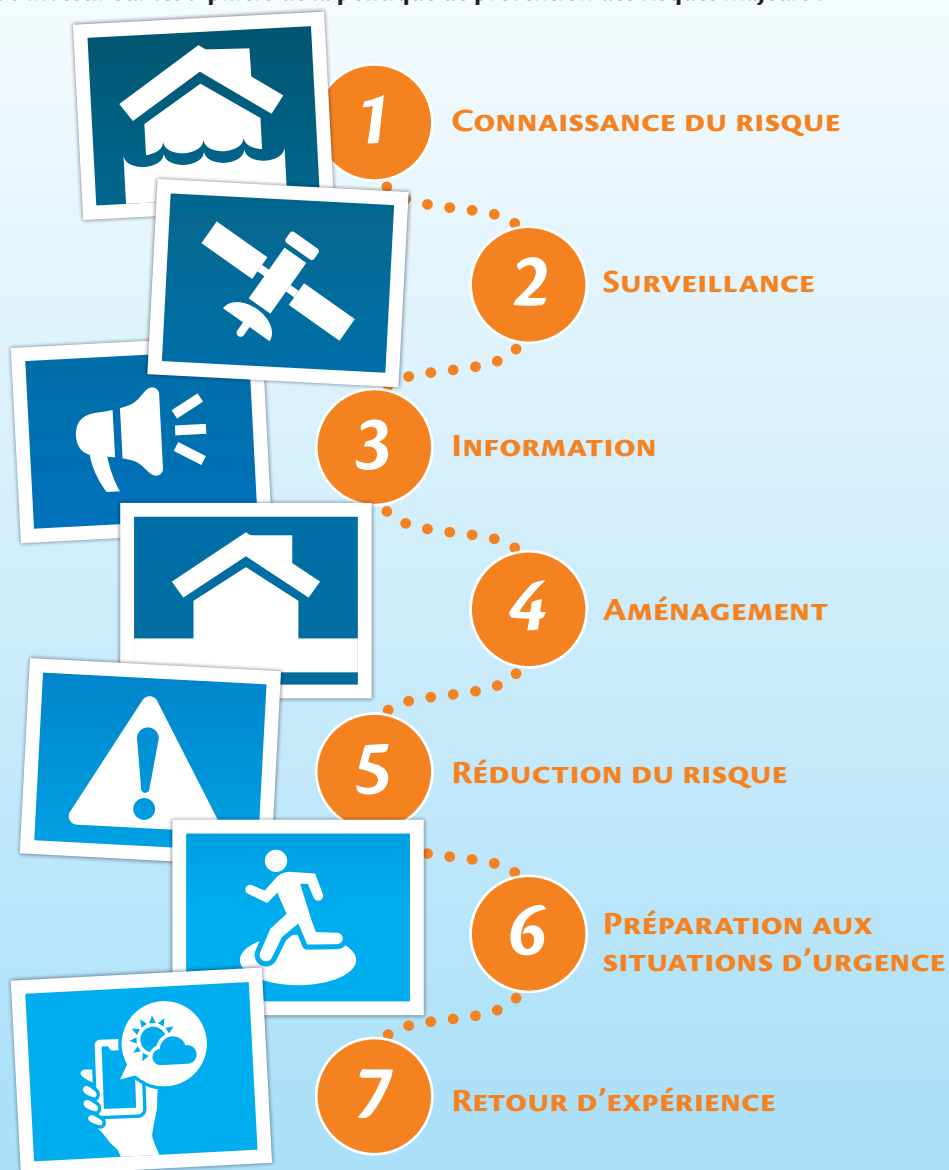 1
CONNAISSANCE DU RISQUE
2
SURVEILLANCE
3
INFORMATION
4
AMÉNAGEMENT
5
RÉDUCTION DU RISQUE
6
PRÉPARATION AUX
SITUATIONS D’URGENCE
7
RETOUR D’EXPÉRIENCE